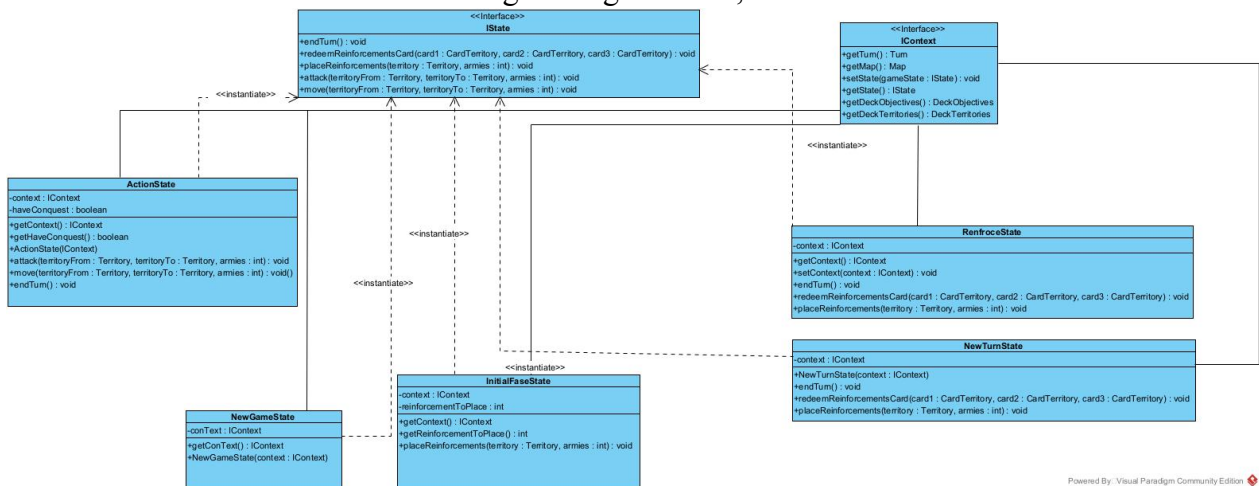 <<Interface>>
IState
+endTurn() : void
+redeemReinforcementsCard(card1 : CardTerritory, card2 : CardTerritory, card3 : CardTerritory) : void
+placeReinforcements(territory : Territory, armies : int) : void
+attack(territoryFrom : Territory, territoryTo : Territory, armies : int) : void
+move(territoryFrom : Territory, territoryTo : Territory, armies : int) : void
<<Interface>>
IContext
+getTurn() : Turn
+getMap() : Map
+setState(gameState : IState) : void
+getState() : IState
+getDeckObjectives() : DeckObjectives
+getDeckTerritories() : DeckTerritories
<<instantiate>>
<<instantiate>>
ActionState
-context : IContext
-haveConquest : boolean
+getContext() : IContext
+getHaveConquest() : boolean
+ActionState(IContext)
+attack(territoryFrom : Territory, territoryTo : Territory, armies : int) : void
+move(territoryFrom : Territory, territoryTo : Territory, armies : int) : void()
+endTurn() : void
<<instantiate>>
<<instantiate>>
RenfroceState
-context : IContext
+getContext() : IContext
+setContext(context : IContext) : void
+endTurn() : void
+redeemReinforcementsCard(card1 : CardTerritory, card2 : CardTerritory, card3 : CardTerritory) : void
+placeReinforcements(territory : Territory, armies : int) : void
<<instantiate>>
NewTurnState
-context : IContext
+NewTurnState(context : IContext)
+endTurn() : void
+redeemReinforcementsCard(card1 : CardTerritory, card2 : CardTerritory, card3 : CardTerritory) : void
+placeReinforcements(territory : Territory, armies : int) : void
InitialFaseState
-context : IContext
-reinforcementToPlace : int
+getContext() : IContext
+getReinforcementToPlace() : int
+placeReinforcements(territory : Territory, armies : int) : void
NewGameState
-conText : IContext
+getConText() : IContext
+NewGameState(context : IContext)
Powered By: Visual Paradigm Community Edition